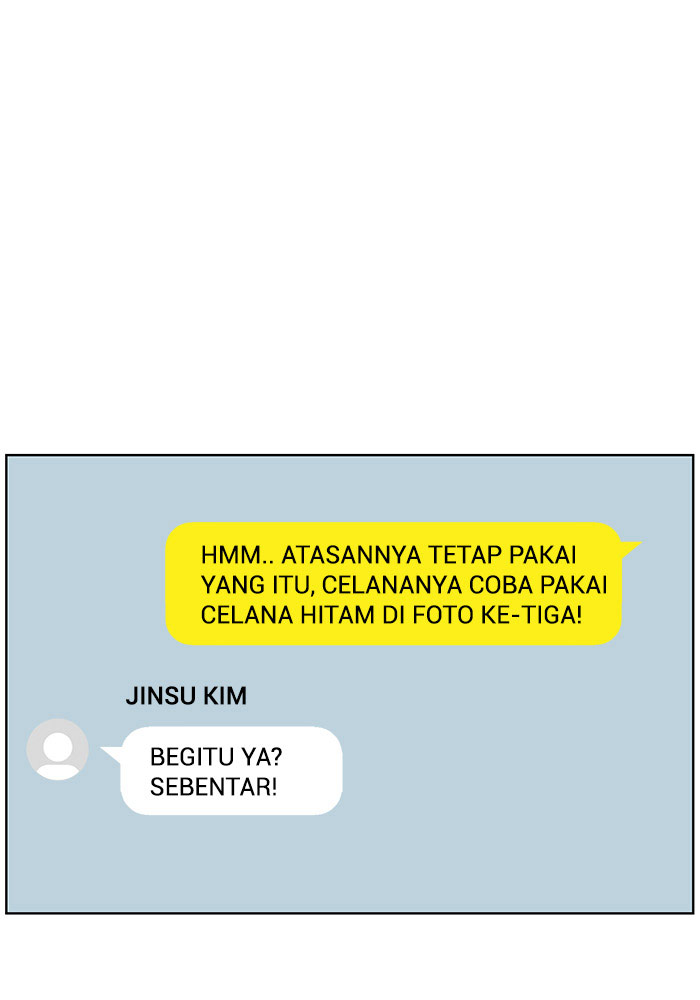 HMM.. ATASANNYA TETAP PAKAI
YANG ITU, CELANANYA COBA PAKAI
CELANA HITAM DI FOTO KE-TIGA!
JINSU KIM
BEGITU YA?
SEBENTAR!